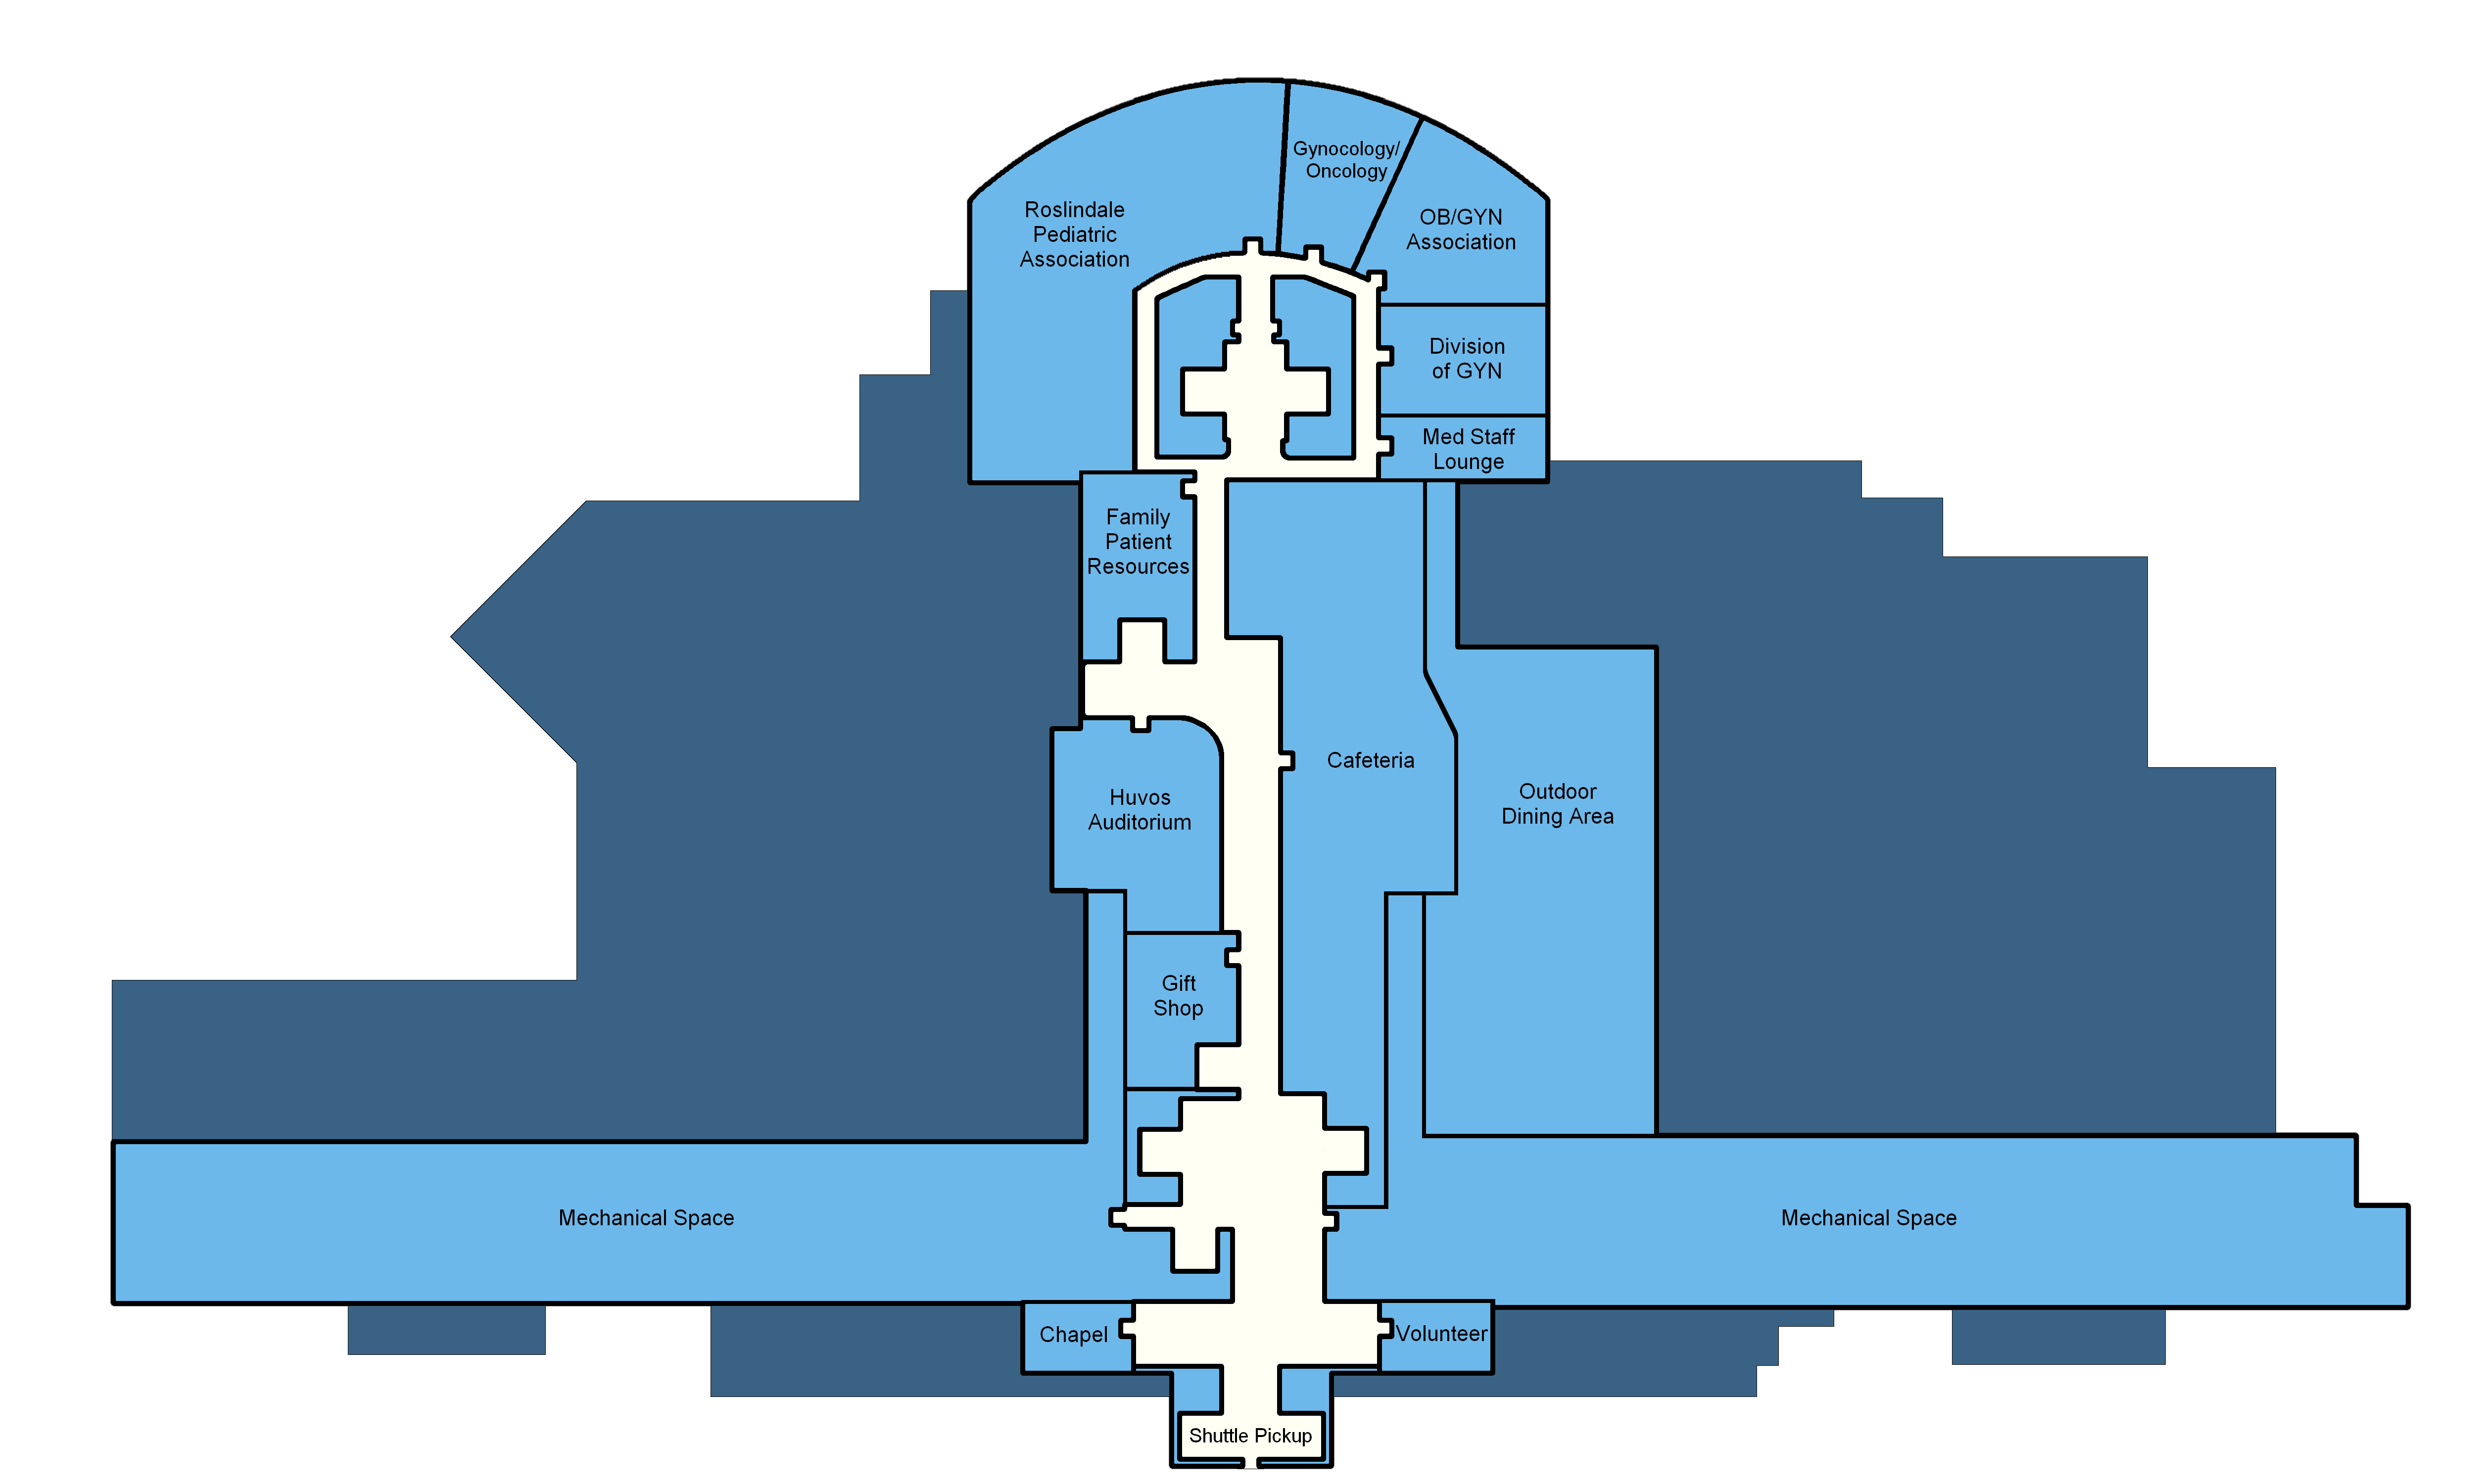 Gynocology/
Oncology
Roslindale
Pediatric
Association
OB/GYN
Association
Division
of GYN
Med Staff
Lounge
Family
Patient
Resources
Cafeteria
Huvos
Auditorium
Outdoor
Dining Area
Gift
Shop
Mechanical Space
Mechanical Space
Chapel
Volunteer
Shuttle Pickup